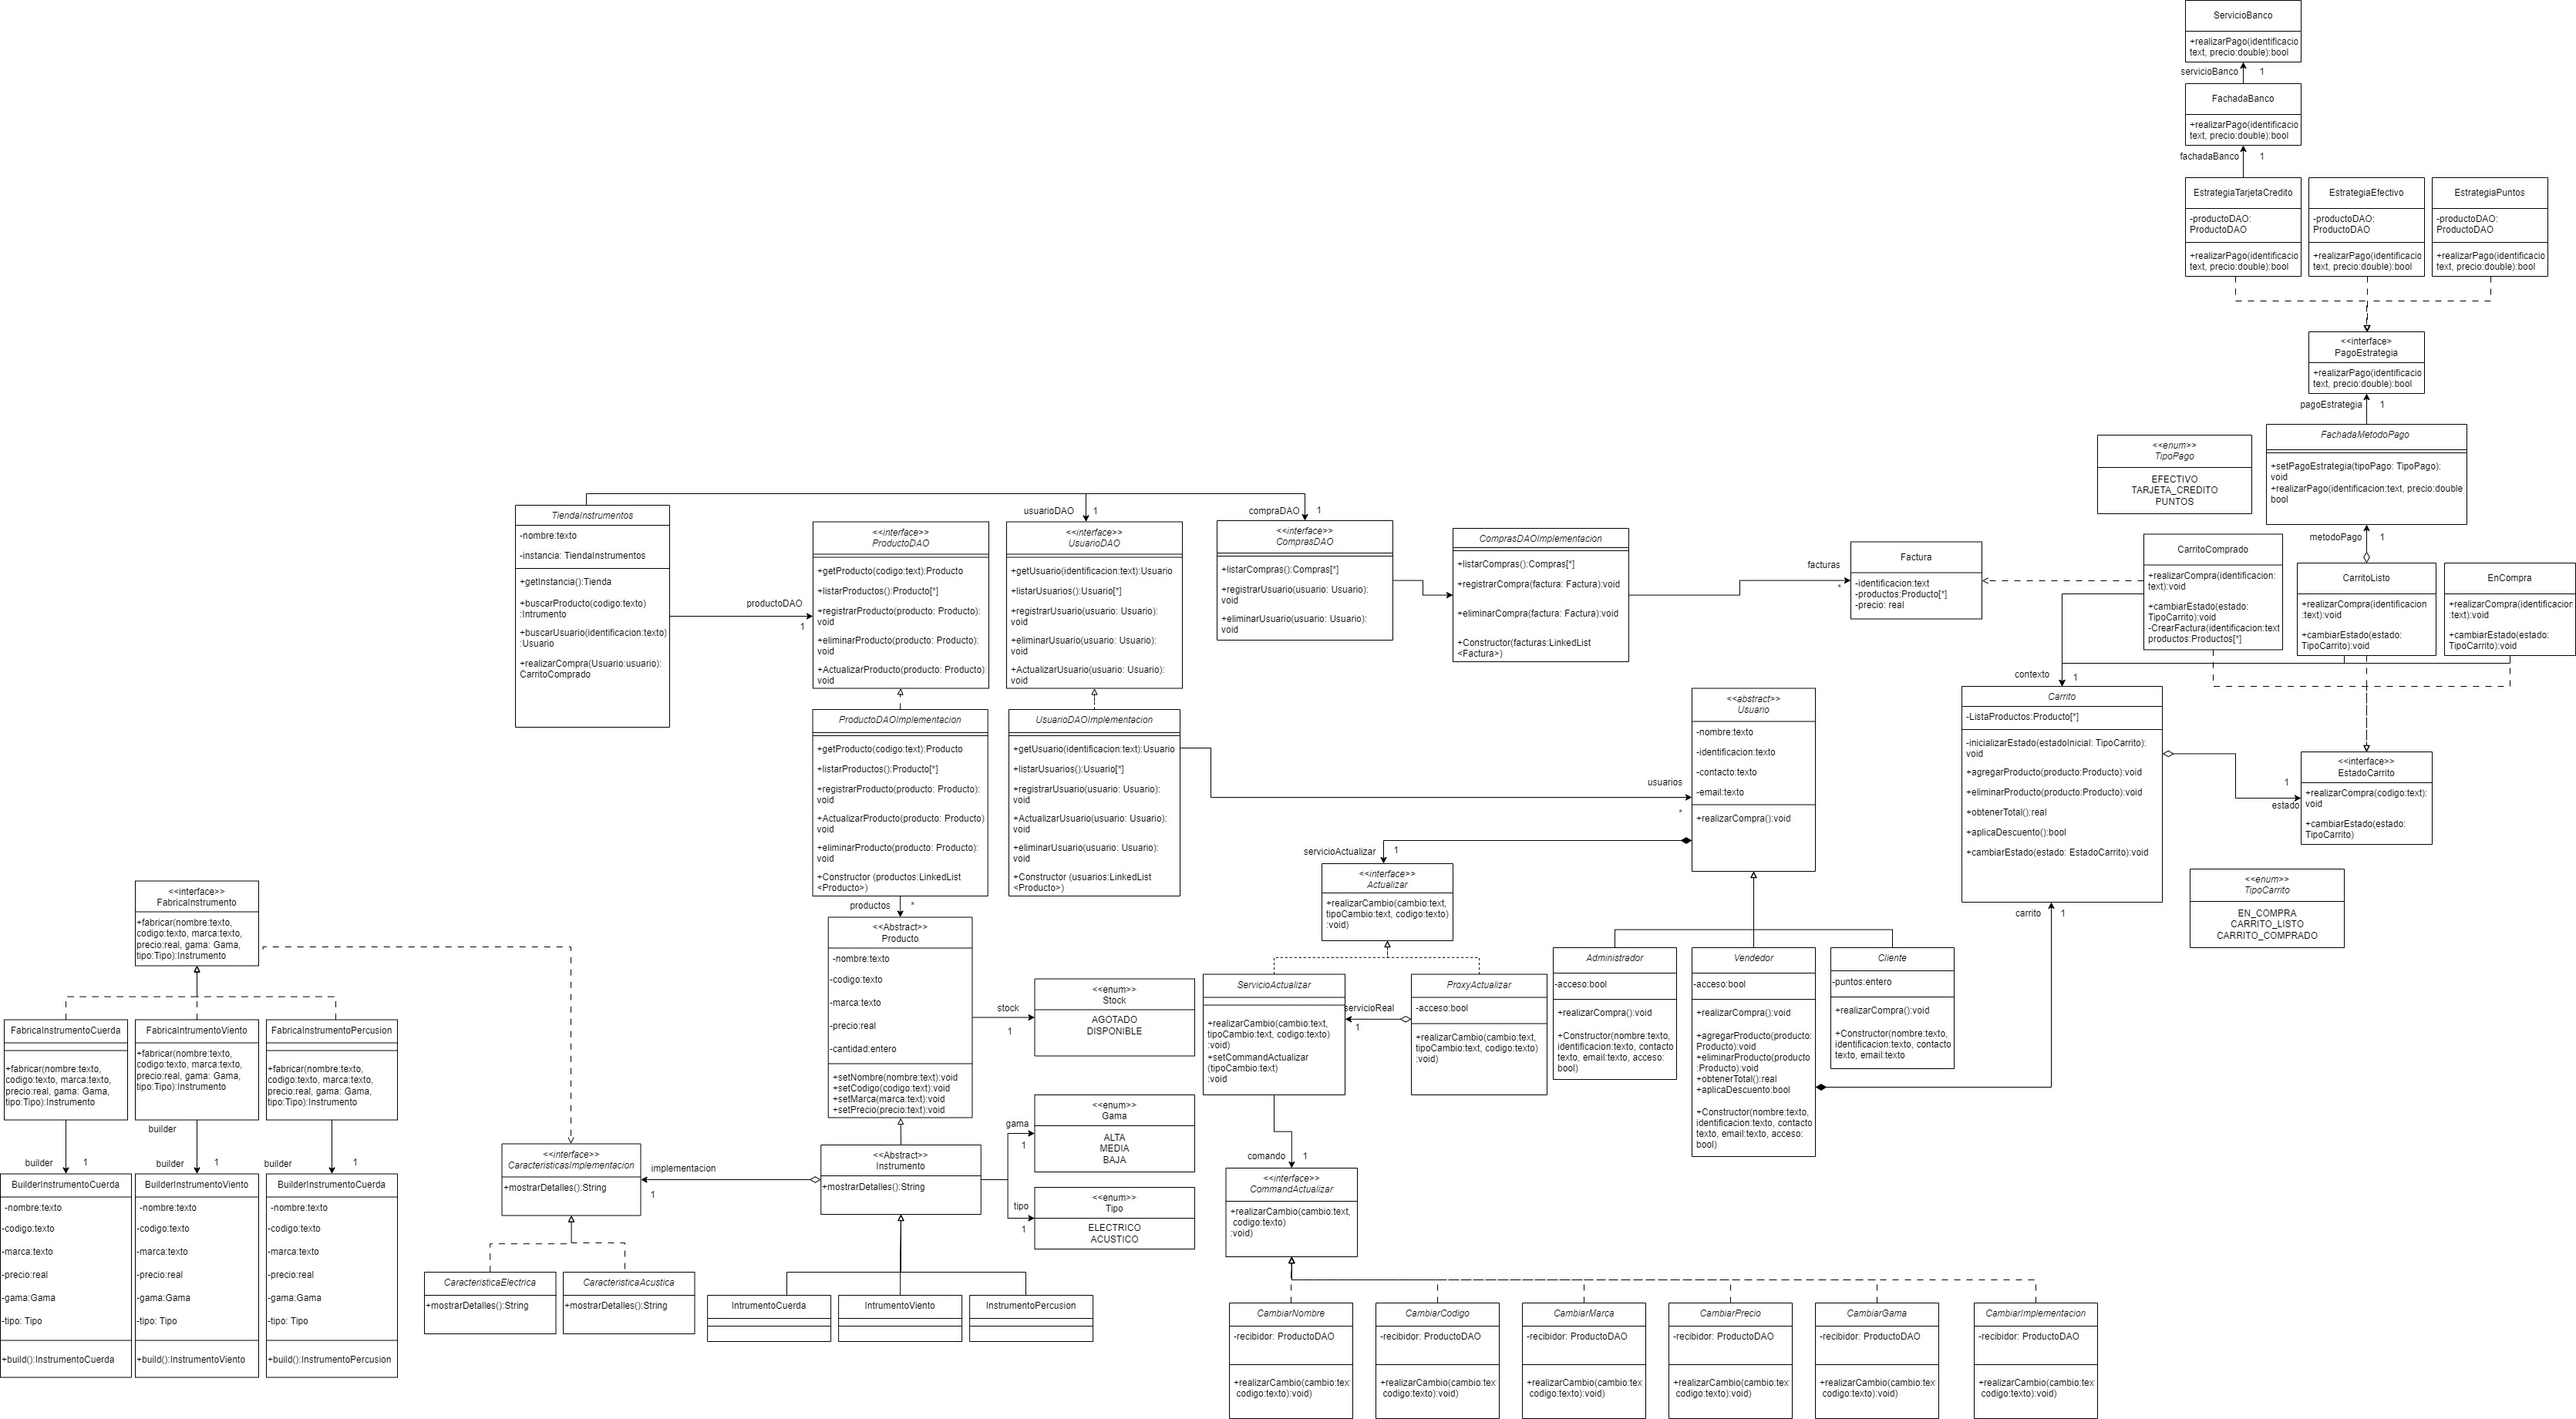 ServicioBanco
+realizarPago(identificacio
text, precio:double):bool
servicioBanco
1
FachadaBanco
+realizarPago(identificacio
text, precio:double):bool
fachadaBanco
1
EstrategiaTarjetaCredito
-productoDAO:
ProductoDAO
+realizarPago(identificacio
text, precio:double):bool
EstrategiaEfectivo
-productoDAO:
ProductoDAO
+realizarPago(identificacio
text, precio:double):bool
EstrategiaPuntos
-productoDAO:
ProductoDAO
+realizarPago(identificacio
text, precio:double):bool
<<interface>
PagoEstrategia
+realizarPago(identificacio
text, precio:double):bool
pagoEstrategia
1
<<enum>>
TipoPago
EFECTIVO
TARJETA_CREDITO
PUNTOS
FachadaMetodoPago
+setPagoEstrategia(tipoPago: TipoPago):
void
+realizarPago(identificacion:text, precio:double
bool
metodoPago
1
TiendaInstrumentos
-nombre:texto
-instancia: TiendaInstrumentos
+getInstancia():Tienda
+buscarProducto(codigo:texto)
:Intrumento
+buscarUsuario(identificacion:texto)
:Usuario
+realizarCompra(Usuario:usuario):
CarritoComprado
productoDAO
1
<<interface>>
ProductoDAO
+getProducto(codigo:text):Producto
+listarProductos():Producto[*]
+registrarProducto(producto: Producto):
void
+eliminarProducto(producto: Producto):
void
+ActualizarProducto(producto: Producto)
void
usuarioDAO
1
<<interface>>
UsuarioDAO
+getUsuario(identificacion:text):Usuario
+listarUsuarios():Usuario[*]
+registrarUsuario(usuario: Usuario):
void
+eliminarUsuario(usuario: Usuario):
void
+ActualizarUsuario(usuario: Usuario):
void
compraDAO
1
<<interface>>
ComprasDAO
+listarCompras():Compras[*]
+registrarUsuario(usuario: Usuario):
void
+eliminarUsuario(usuario: Usuario):
void
ComprasDAOImplementacion
+listarCompras():Compras[*]
+registrarCompra(factura: Factura):void
+eliminarCompra(factura: Factura):void
+Constructor(facturas:LinkedList
<Factura>)
facturas
*
Factura
-identificacion:text
-productos:Producto[*]
-precio: real
CarritoComprado
+realizarCompra(identificacion:
text):void
+cambiarEstado(estado:
TipoCarrito):void
-CrearFactura(identificacion:text
productos:Productos[*]
CarritoListo
+realizarCompra(identificacion
:text):void
+cambiarEstado(estado:
TipoCarrito):void
EnCompra
+realizarCompra(identificacion
:text):void
+cambiarEstado(estado:
TipoCarrito):void
contexto
1
Carrito
-ListaProductos:Producto[*]
-inicializarEstado(estadoInicial: TipoCarrito):
void
+agregarProducto(producto:Producto):void
+eliminarProducto(producto:Producto):void
+obtenerTotal():real
+aplicaDescuento():bool
+cambiarEstado(estado: EstadoCarrito):void
1
estado
<<interface>>
EstadoCarrito
+realizarCompra(codigo:text):
void
+cambiarEstado(estado:
TipoCarrito)
<<enum>>
TipoCarrito
EN_COMPRA
CARRITO_LISTO
CARRITO_COMPRADO
ProductoDAOImplementacion
+getProducto(codigo:text):Producto
+listarProductos():Producto[*]
+registrarProducto(producto: Producto):
void
+ActualizarProducto(producto: Producto)
void
+eliminarProducto(producto: Producto):
void
+Constructor (productos:LinkedList
<Producto>)
productos
*
UsuarioDAOImplementacion
+getUsuario(identificacion:text):Usuario
+listarUsuarios():Usuario[*]
+registrarUsuario(usuario: Usuario):
void
+ActualizarUsuario(usuario: Usuario):
void
+eliminarUsuario(usuario: Usuario):
void
+Constructor (usuarios:LinkedList
<Producto>)
usuarios
*
<<abstract>>
Usuario
-nombre:texto
-identificacion:texto
-contacto:texto
-email:texto
+realizarCompra():void
servicioActualizar
1
<<interface>>
Actualizar
+realizarCambio(cambio:text,
tipoCambio:text, codigo:texto)
:void)
ServicioActualizar
+realizarCambio(cambio:text,
tipoCambio:text, codigo:texto)
:void)
+setCommandActualizar
(tipoCambio:text)
:void
servicioReal
1
ProxyActualizar
-acceso:bool
+realizarCambio(cambio:text,
tipoCambio:text, codigo:texto)
:void)
Administrador
-acceso:bool
+realizarCompra():void
+Constructor(nombre:texto,
identificacion:texto, contacto
texto, email:texto, acceso:
bool)
Vendedor
-acceso:bool
+realizarCompra():void
+agregarProducto(producto:
Producto):void
+eliminarProducto(producto
:Producto):void
+obtenerTotal():real
+aplicaDescuento:bool
+Constructor(nombre:texto,
identificacion:texto, contacto
texto, email:texto, acceso:
bool)
Cliente
-puntos:entero
+realizarCompra():void
+Constructor(nombre:texto,
identificacion:texto, contacto
texto, email:texto
carrito
1
<<interface>>
FabricaInstrumento
+fabricar(nombre:texto,
codigo:texto, marca:texto,
precio:real, gama: Gama,
tipo:Tipo):Instrumento
FabricaInstrumentoCuerda
+fabricar(nombre:texto,
codigo:texto, marca:texto,
precio:real, gama: Gama,
tipo:Tipo):Instrumento
FabricaIntrumentoViento
+fabricar(nombre:texto,
codigo:texto, marca:texto,
precio:real, gama: Gama,
tipo:Tipo):Instrumento
FabricaInstrumentoPercusion
+fabricar(nombre:texto,
codigo:texto, marca:texto,
precio:real, gama: Gama,
tipo:Tipo):Instrumento
builder
builder
1
builder
1
builder
1
BuilderInstrumentoCuerda
-nombre:texto
-codigo:texto
-marca:texto
-precio:real
-gama:Gama
-tipo: Tipo
+build():InstrumentoCuerda
BuilderInstrumentoViento
-nombre:texto
-codigo:texto
-marca:texto
-precio:real
-gama:Gama
-tipo: Tipo
+build():InstrumentoViento
BuilderInstrumentoCuerda
-nombre:texto
-codigo:texto
-marca:texto
-precio:real
-gama:Gama
-tipo: Tipo
+build():InstrumentoPercusion
<<Abstract>>
Producto
-nombre:texto
-codigo:texto
-marca:texto
-precio:real
-cantidad:entero
+setNombre(nombre:text):void
+setCodigo(codigo:text):void
+setMarca(marca:text):void
+setPrecio(precio:text):void
stock
1
<<enum>>
Stock
AGOTADO
DISPONIBLE
gama
1
<<enum>>
Gama
ALTA
MEDIA
BAJA
tipo
1
<<enum>>
Tipo
ELECTRICO
ACUSTICO
<<interface>>
CaracteristicasImplementacion
+mostrarDetalles():String
implementacion
1
<<Abstract>>
Instrumento
+mostrarDetalles():String
CaracteristicaElectrica
+mostrarDetalles():String
CaracteristicaAcustica
+mostrarDetalles():String
IntrumentoCuerda
IntrumentoViento
InstrumentoPercusion
comando
1
<<interface>>
CommandActualizar
+realizarCambio(cambio:text,
codigo:texto)
:void)
CambiarNombre
-recibidor: ProductoDAO
+realizarCambio(cambio:tex
codigo:texto):void)
CambiarCodigo
-recibidor: ProductoDAO
+realizarCambio(cambio:tex
codigo:texto):void)
CambiarMarca
-recibidor: ProductoDAO
+realizarCambio(cambio:tex
codigo:texto):void)
CambiarPrecio
-recibidor: ProductoDAO
+realizarCambio(cambio:tex
codigo:texto):void)
CambiarGama
-recibidor: ProductoDAO
+realizarCambio(cambio:tex
codigo:texto):void)
CambiarImplementacion
-recibidor: ProductoDAO
+realizarCambio(cambio:tex
codigo:texto):void)